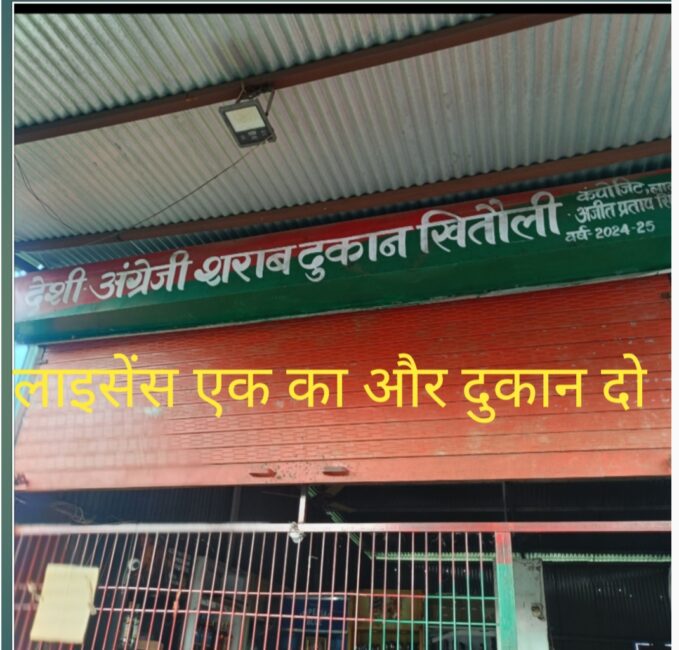 देशी अंग्रेजी शराब दुकान खितौली
कंपोजिट
अजीत प्रताप
वर्ष- 2024-25
लाइसेंस एक का और दुकान दो